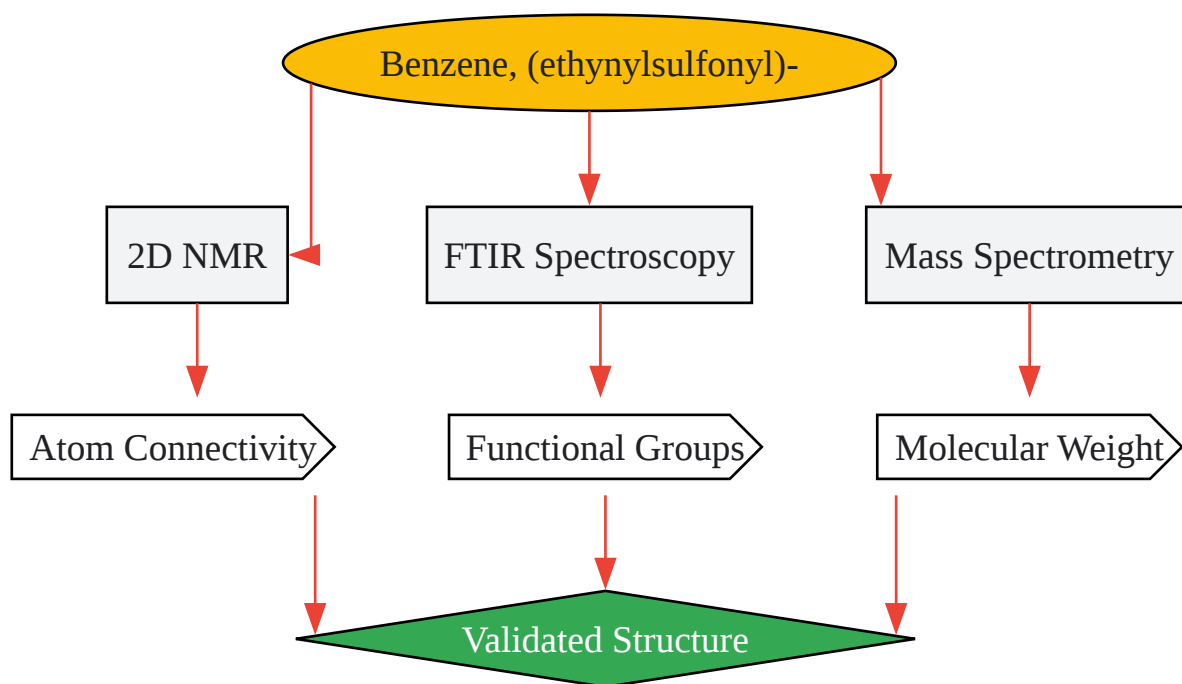 Benzene, (ethynylsulfonyl)-
2D NMR
FTIR Spectroscopy
Mass Spectrometry
Atom Connectivity
Functional Groups
Molecular Weight
Validated Structure